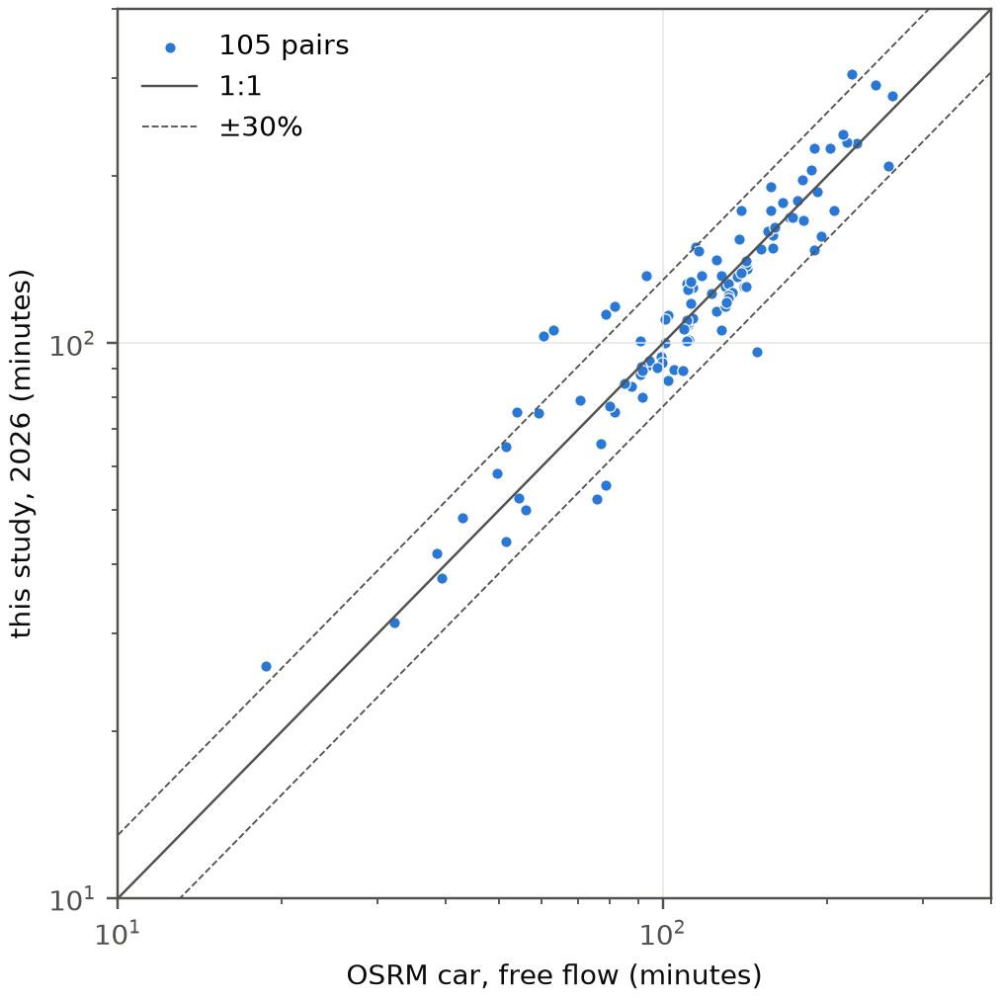 105 pairs
1:1
±30%
this study, 2026 (minutes)
10²
10¹
10¹
10²
OSRM car, free flow (minutes)